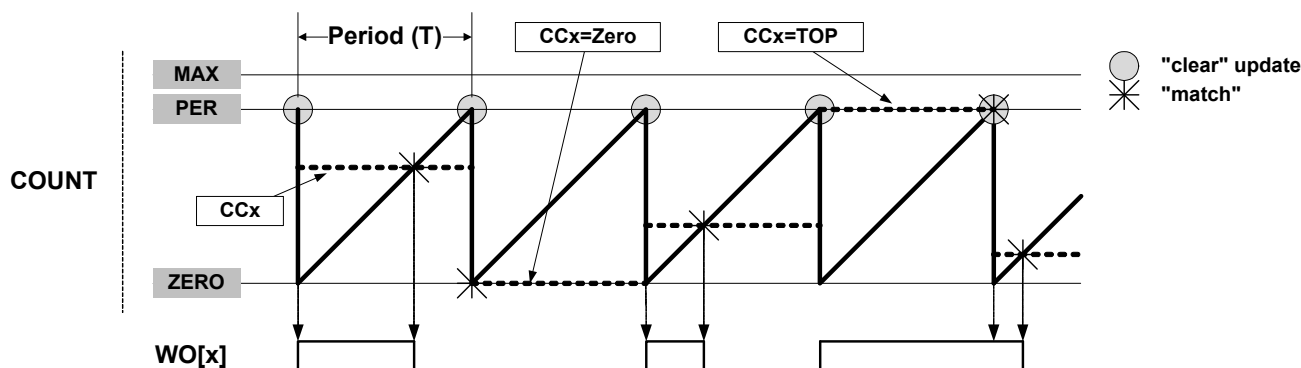 Period (T)
CCx=Zero
CCx=TOP
"clear" update
"match"
MAX
PER
COUNT
CCx
ZERO
WO[x]